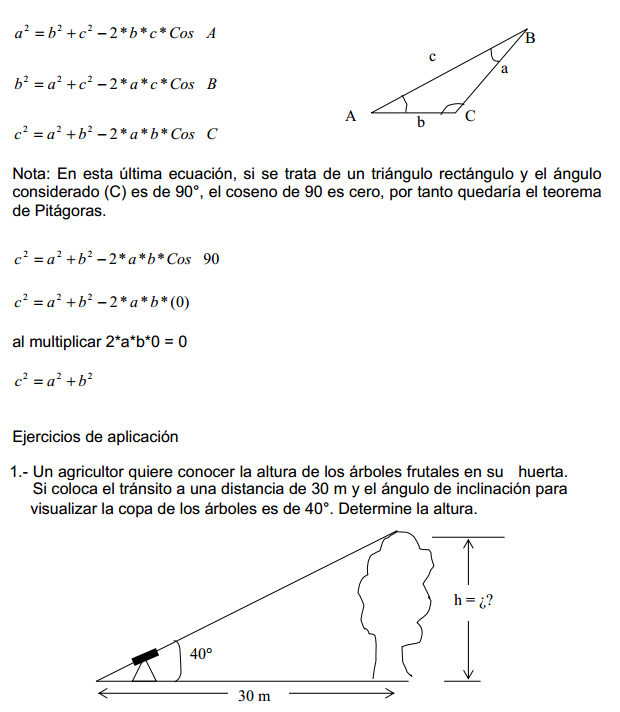 a² = b² + c² − 2*b*c*Cos A
b² = a² + c² − 2*a*c*Cos B
c² = a² + b² − 2*a*b*Cos C
A
B
C
c
a
b
Nota: En esta última ecuación, si se trata de un triángulo rectángulo y el ángulo
considerado (C) es de 90°, el coseno de 90 es cero, por tanto quedaría el teorema
de Pitágoras.
c² = a² + b² − 2*a*b*Cos 90
c² = a² + b² − 2*a*b*(0)
al multiplicar 2*a*b*0 = 0
c² = a² + b²
Ejercicios de aplicación
1.- Un agricultor quiere conocer la altura de los árboles frutales en su huerta.
Si coloca el tránsito a una distancia de 30 m y el ángulo de inclinación para
visualizar la copa de los árboles es de 40°. Determine la altura.
h = ¿?
40°
30 m